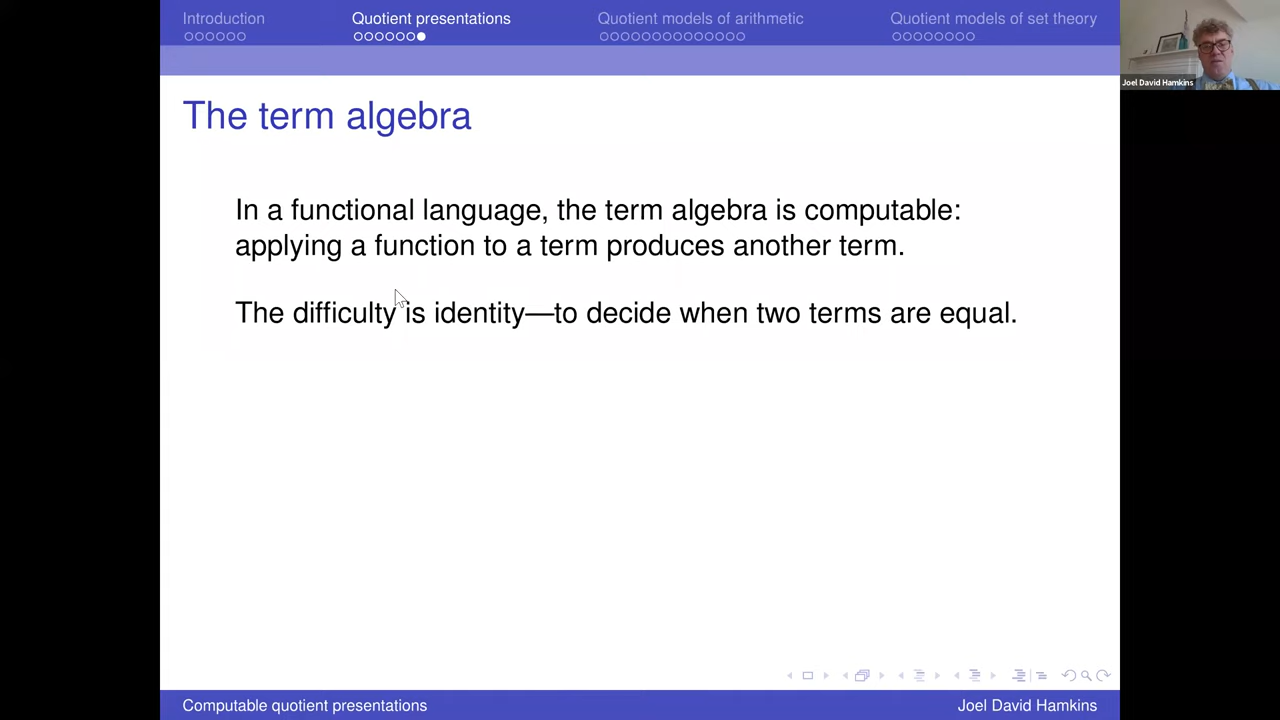 Introduction
Quotient presentations
Quotient models of arithmetic
Quotient models of set theory
Joel David Hamkins
The term algebra
In a functional language, the term algebra is computable:
applying a function to a term produces another term.
The difficulty is identity—to decide when two terms are equal.
Computable quotient presentations
Joel David Hamkins